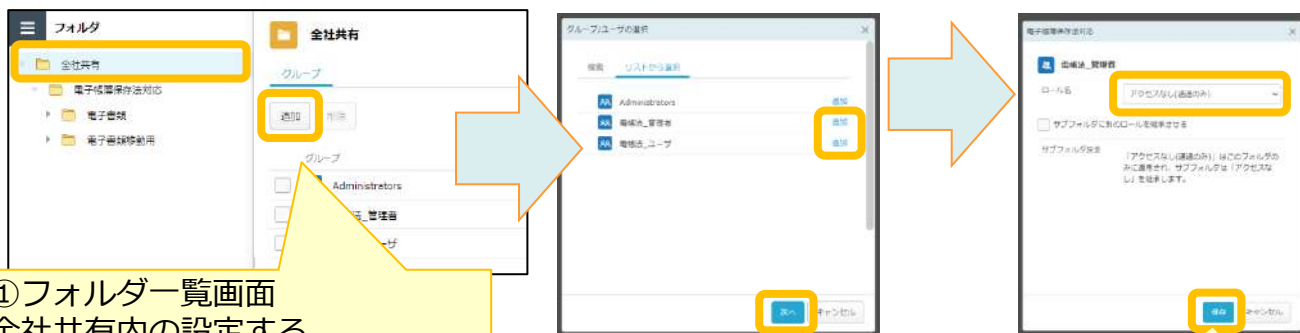 フォルダ
全社共有
電子帳簿保存法対応
電子書類
電子書類移動用
全社共有
グループ
追加 削除
グループ
Administrators
_管理者
ーザ
①フォルダ一覧画面
全社共有内の設定する
グループ/ユーザの選択
検索 リストから選択
Administrators 追加
電帳法_管理者 追加
電帳法_ユーザ 追加
次へ キャンセル
電子帳簿保存法対応
電帳法_管理者
ロール名 アクセスなし(通過のみ)
サブフォルダに別のロールを継承させる
サブフォルダ設定
「アクセスなし(通過のみ)」はこのフォルダの
みに適用され、サブフォルダは「アクセスな
し」を継承します。
保存 キャンセル